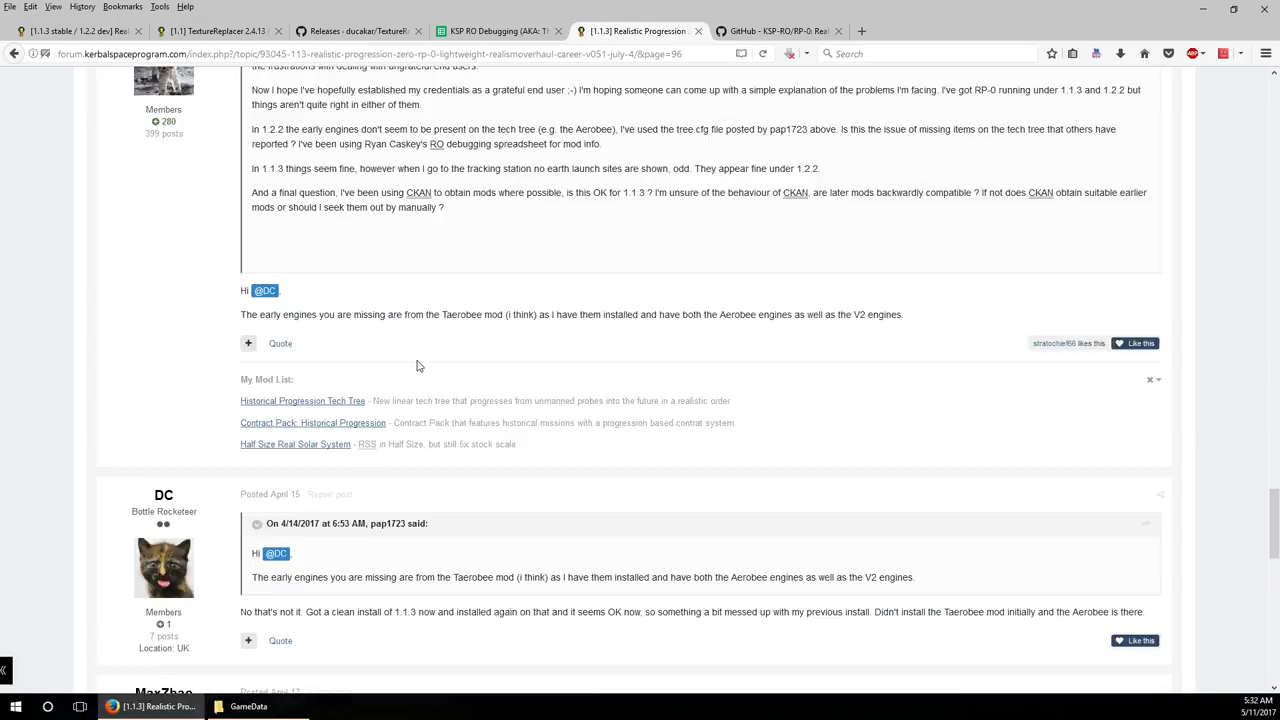 File Edit View History Bookmarks Tools Help
[1.1.3 stable / 1.2.2 dev] Real
[1.1] TextureReplacer 2.4.13
Releases - ducakar/TextureR
KSP RO Debugging (AKA: Th
[1.1.3] Realistic Progression
GitHub - KSP-RO/RP-0: Real
forum.kerbalspaceprogram.com/index.php?/topic/93045-113-realistic-progression-zero-rp-0-lightweight-realismoverhaul-career-v051-july-4/&page=96
Search
the frustrations with dealing with ungrateful end users.
Members
280
399 posts
Now I hope I've hopefully established my credentials as a grateful end user ;-) I'm hoping someone can come up with a simple explanation of the problems I'm facing. I've got RP-0 running under 1.1.3 and 1.2.2 but
things aren't quite right in either of them.
In 1.2.2 the early engines don't seem to be present on the tech tree (e.g. the Aerobee), I've used the tree.cfg file posted by pap1723 above. Is this the issue of missing items on the tech tree that others have
reported ? I've been using Ryan Caskey's RO debugging spreadsheet for mod info.
In 1.1.3 things seem fine, however when I go to the tracking station no earth launch sites are shown, odd. They appear fine under 1.2.2.
And a final question, I've been using CKAN to obtain mods where possible, is this OK for 1.1.3 ? I'm unsure of the behaviour of CKAN, are later mods backwardly compatible ? If not does CKAN obtain suitable earlier
mods or should I seek them out by manually ?
Hi @DC,
The early engines you are missing are from the Taerobee mod (i think) as I have them installed and have both the Aerobee engines as well as the V2 engines.
+ Quote
stratochief66 likes this
Like this
My Mod List:
Historical Progression Tech Tree - New linear tech tree that progresses from unmanned probes into the future in a realistic order
Contract Pack: Historical Progression - Contract Pack that features historical missions with a progression based contrat system.
Half Size Real Solar System - RSS in Half Size, but still 5x stock scale
DC
Bottle Rocketeer
Members
1
7 posts
Location: UK
Posted April 15 Report post
On 4/14/2017 at 6:53 AM, pap1723 said:
Hi @DC,
The early engines you are missing are from the Taerobee mod (i think) as I have them installed and have both the Aerobee engines as well as the V2 engines.
No that's not it. Got a clean install of 1.1.3 now and installed again on that and it seems OK now, so something a bit messed up with my previous install. Didn't install the Taerobee mod initially and the Aerobee is there.
+ Quote
Like this
MaxZhao
Posted April 17
[1.1.3] Realistic Pro...
GameData
5:32 AM
5/11/2017